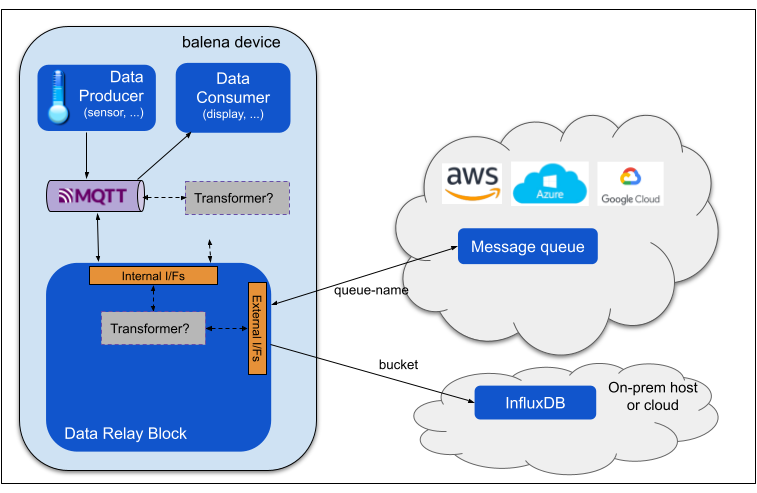 balena device
Data
Producer
(sensor, ...)
Data
Consumer
(display, ...)
MQTT
Transformer?
Internal I/Fs
Transformer?
External I/Fs
Data Relay Block
aws
Azure
Google Cloud
Message queue
queue-name
bucket
InfluxDB
On-prem host
or cloud